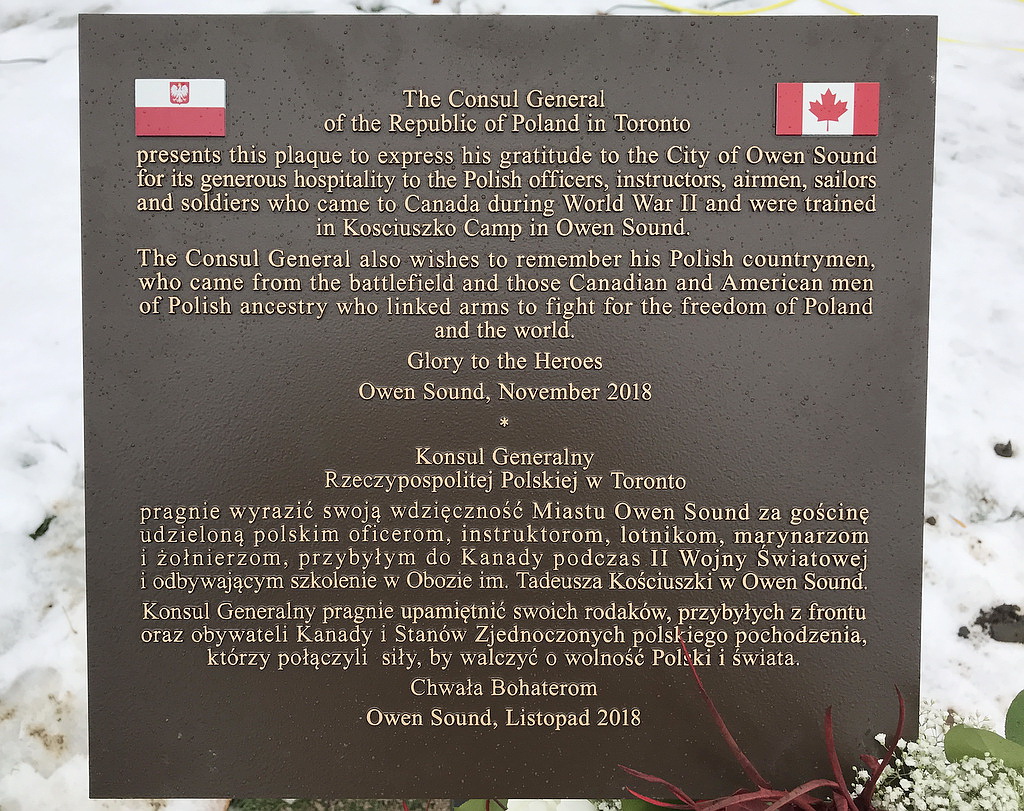 The Consul General
of the Republic of Poland in Toronto
presents this plaque to express his gratitude to the City of Owen Sound
for its generous hospitality to the Polish officers, instructors, airmen, sailors
and soldiers who came to Canada during World War II and were trained
in Kosciuszko Camp in Owen Sound.
The Consul General also wishes to remember his Polish countrymen,
who came from the battlefield and those Canadian and American men
of Polish ancestry who linked arms to fight for the freedom of Poland
and the world.
Glory to the Heroes
Owen Sound, November 2018
*
Konsul Generalny
Rzeczypospolitej Polskiej w Toronto
pragnie wyrazić swoją wdzięczność Miastu Owen Sound za gościnę
udzieloną polskim oficerom, instruktorom, lotnikom, marynarzom
i żołnierzom, przybyłym do Kanady podczas II Wojny Światowej
i odbywającym szkolenie w Obozie im. Tadeusza Kościuszki w Owen Sound.
Konsul Generalny pragnie upamiętnić swoich rodaków, przybyłych z frontu
oraz obywateli Kanady i Stanów Zjednoczonych polskiego pochodzenia,
którzy połączyli siły, by walczyć o wolność Polski i świata.
Chwała Bohaterom
Owen Sound, Listopad 2018